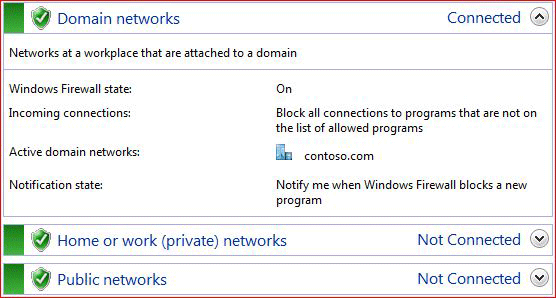 Domain networks Connected
Networks at a workplace that are attached to a domain
Windows Firewall state: On
Incoming connections: Block all connections to programs that are not on
the list of allowed programs
Active domain networks: contoso.com
Notification state: Notify me when Windows Firewall blocks a new
program
Home or work (private) networks Not Connected
Public networks Not Connected